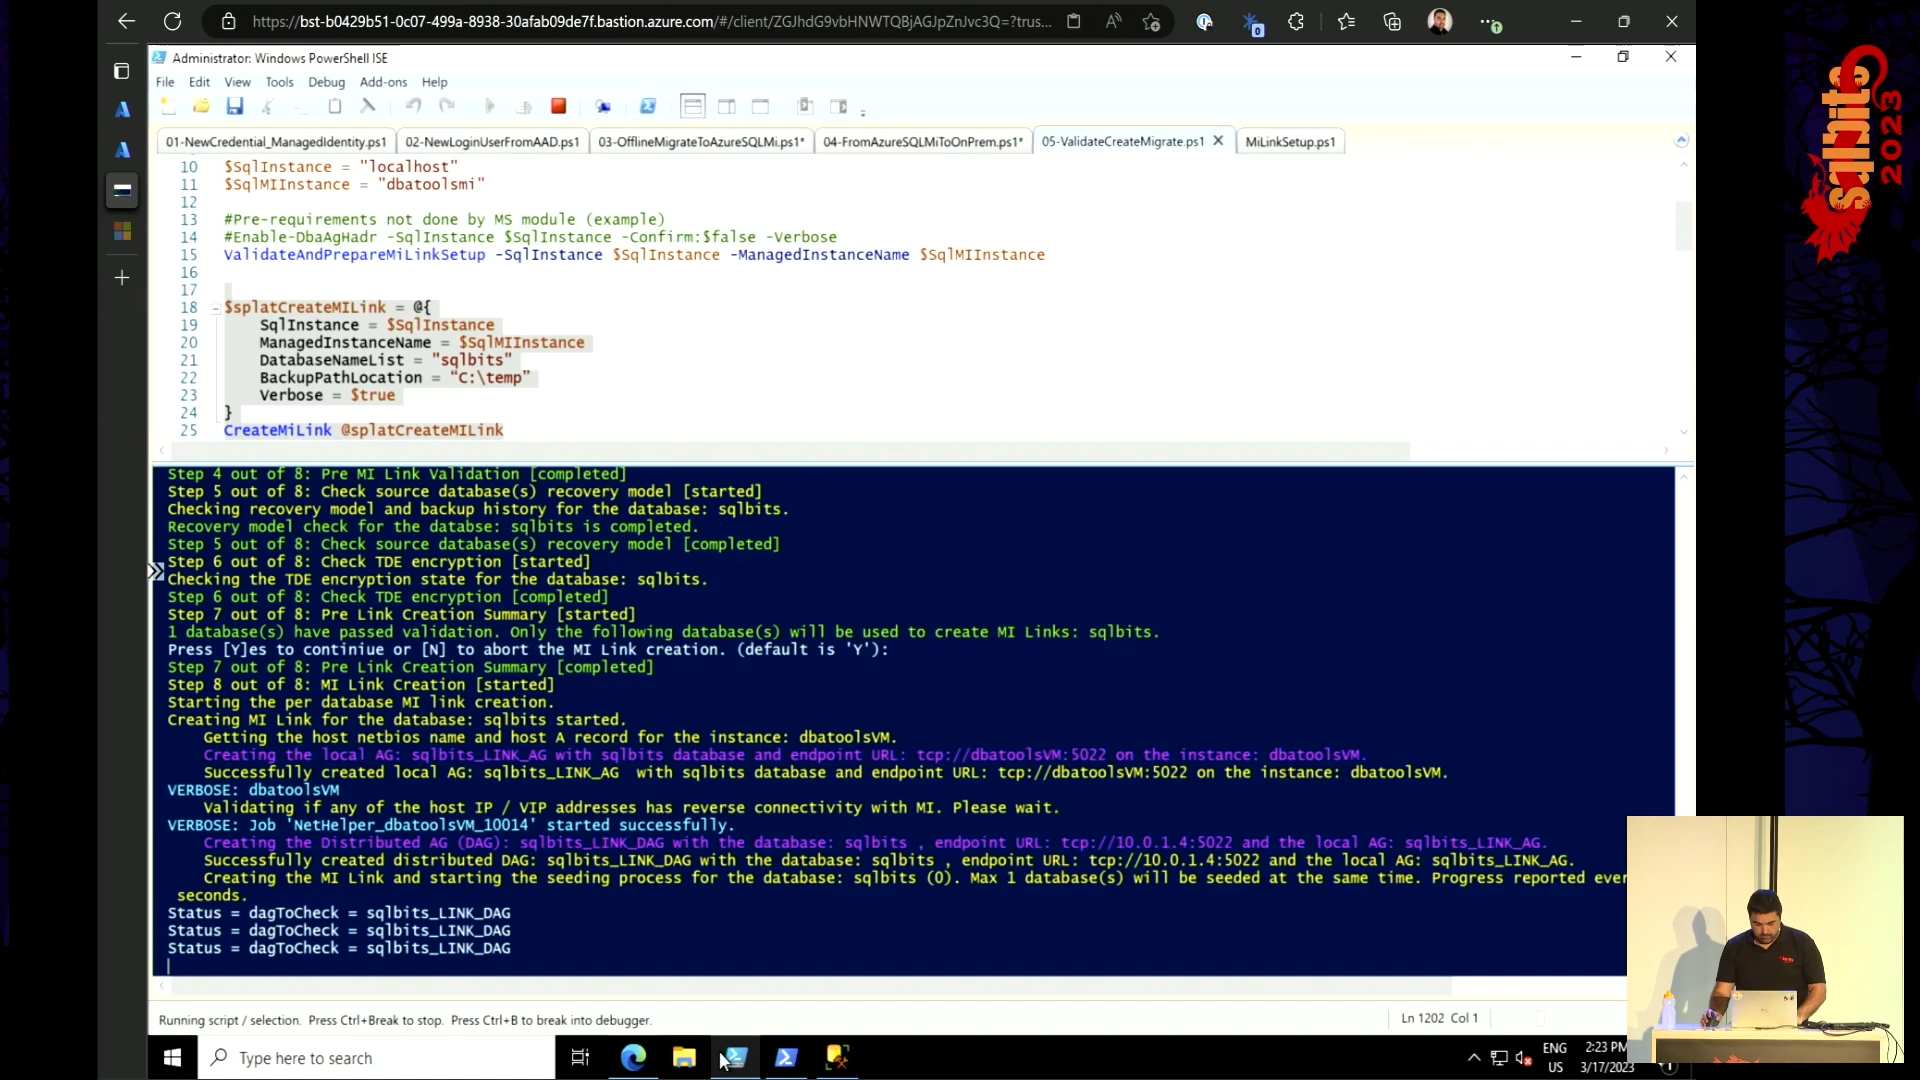 https://bst-b0429b51-0c07-499a-8938-30afab09de7f.bastion.azure.com/#/client/ZGJhdG9vbHNWTQBjAGJpZnJvc3Q=?trus...
Administrator: Windows PowerShell ISE
File Edit View Tools Debug Add-ons Help
01-NewCredential_ManagedIdentity.ps1 02-NewLoginUserFromAAD.ps1 03-OfflineMigrateToAzureSQLMi.ps1* 04-FromAzureSQLMiToOnPrem.ps1* 05-ValidateCreateMigrate.ps1 MiLinkSetup.ps1
10 $SqlInstance = "localhost"
11 $SqlMIInstance = "dbatoolsmi"
12
13 #Pre-requirements not done by MS module (example)
14 #Enable-DbaAgHadr -SqlInstance $SqlInstance -Confirm:$false -Verbose
15 ValidateAndPrepareMiLinkSetup -SqlInstance $SqlInstance -ManagedInstanceName $SqlMIInstance
16
17
18 $splatCreateMILink = @{
19 SqlInstance = $SqlInstance
20 ManagedInstanceName = $SqlMIInstance
21 DatabaseNameList = "sqlbits"
22 BackupPathLocation = “C:\temp”
23 Verbose = $true
24 }
25 CreateMiLink @splatCreateMILink
Step 4 out of 8: Pre MI Link Validation [completed]
Step 5 out of 8: Check source database(s) recovery model [started]
Checking recovery model and backup history for the database: sqlbits.
Recovery model check for the databse: sqlbits is completed.
Step 5 out of 8: Check source database(s) recovery model [completed]
Step 6 out of 8: Check TDE encryption [started]
Checking the TDE encryption state for the database: sqlbits.
Step 6 out of 8: Check TDE encryption [completed]
Step 7 out of 8: Pre Link Creation Summary [started]
1 database(s) have passed validation. Only the following database(s) will be used to create MI Links: sqlbits.
Press [Y]es to continiue or [N] to abort the MI Link creation. (default is 'Y'):
Step 7 out of 8: Pre Link Creation Summary [completed]
Step 8 out of 8: MI Link Creation [started]
Starting the per database MI link creation.
Creating MI Link for the database: sqlbits started.
Getting the host netbios name and host A record for the instance: dbatoolsVM.
Creating the local AG: sqlbits_LINK_AG with sqlbits database and endpoint URL: tcp://dbatoolsVM:5022 on the instance: dbatoolsVM.
Successfully created local AG: sqlbits_LINK_AG  with sqlbits database and endpoint URL: tcp://dbatoolsVM:5022 on the instance: dbatoolsVM.
VERBOSE: dbatoolsVM
Validating if any of the host IP / VIP addresses has reverse connectivity with MI. Please wait.
VERBOSE: Job 'NetHelper_dbatoolsVM_10014' started successfully.
Creating the Distributed AG (DAG): sqlbits_LINK_DAG with the database: sqlbits , endpoint URL: tcp://10.0.1.4:5022 and the local AG: sqlbits_LINK_AG.
Successfully created distributed DAG: sqlbits_LINK_DAG with the database: sqlbits , endpoint URL: tcp://10.0.1.4:5022 and the local AG: sqlbits_LINK_AG.
Creating the MI Link and starting the seeding process for the database: sqlbits (0). Max 1 database(s) will be seeded at the same time. Progress reported ever
seconds.
Status = dagToCheck = sqlbits_LINK_DAG
Status = dagToCheck = sqlbits_LINK_DAG
Status = dagToCheck = sqlbits_LINK_DAG
Running script / selection. Press Ctrl+Break to stop. Press Ctrl+B to break into debugger.
Ln 1202 Col 1
Type here to search
ENG
US
2:23 PM
3/17/2023
sqlbits
2023